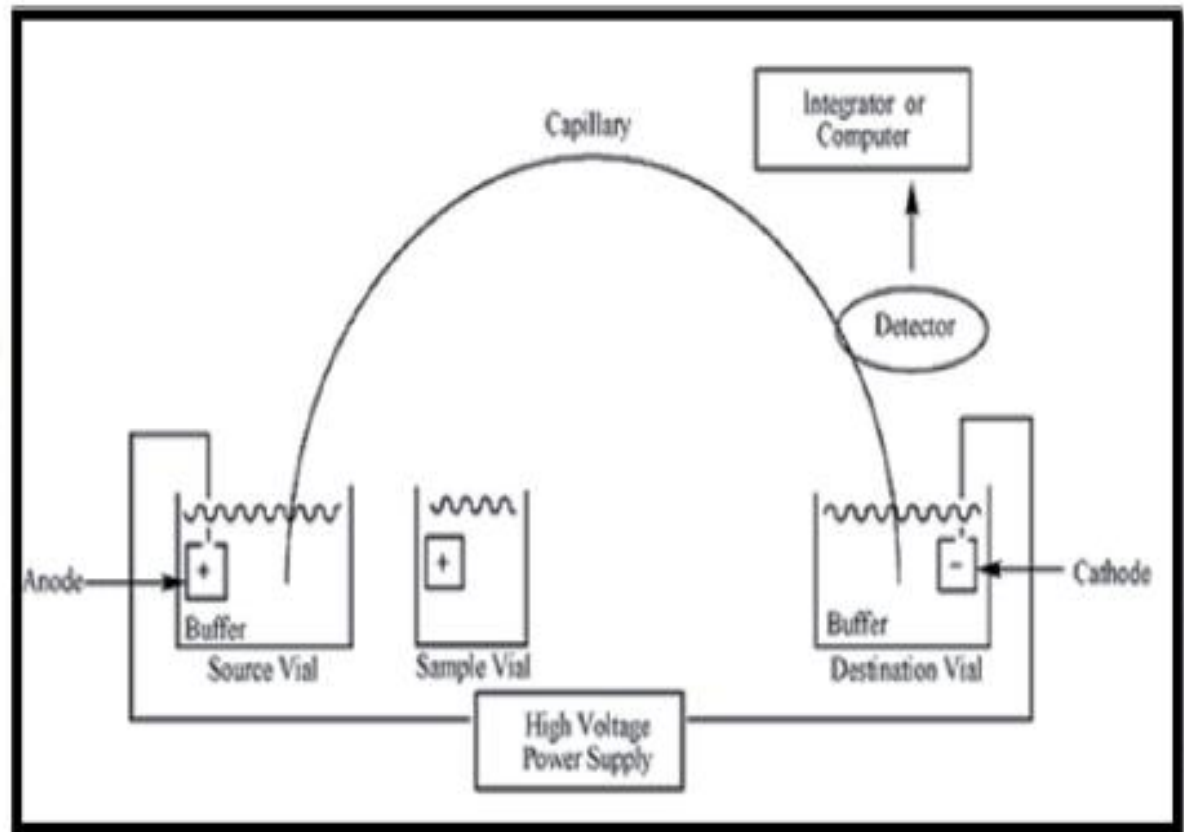 Capillary
Integrator or
Computer
Detector
Anode
+
Buffer
Source Vial
+
Sample Vial
-
Cathode
Buffer
Destination Vial
High Voltage
Power Supply